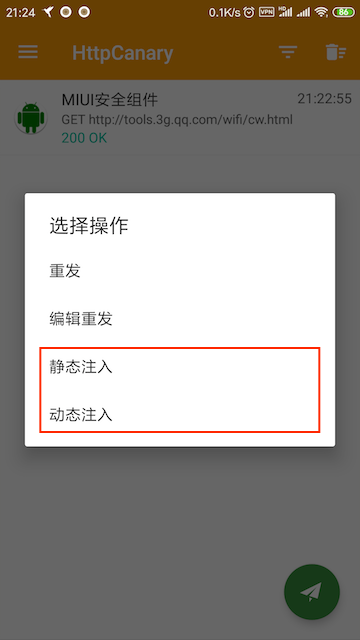 21:24
0.1K/s
VPN
HD
86
HttpCanary
MIUI安全组件
21:22:55
GET http://tools.3g.qq.com/wifi/cw.html
200 OK
选择操作
重发
编辑重发
静态注入
动态注入